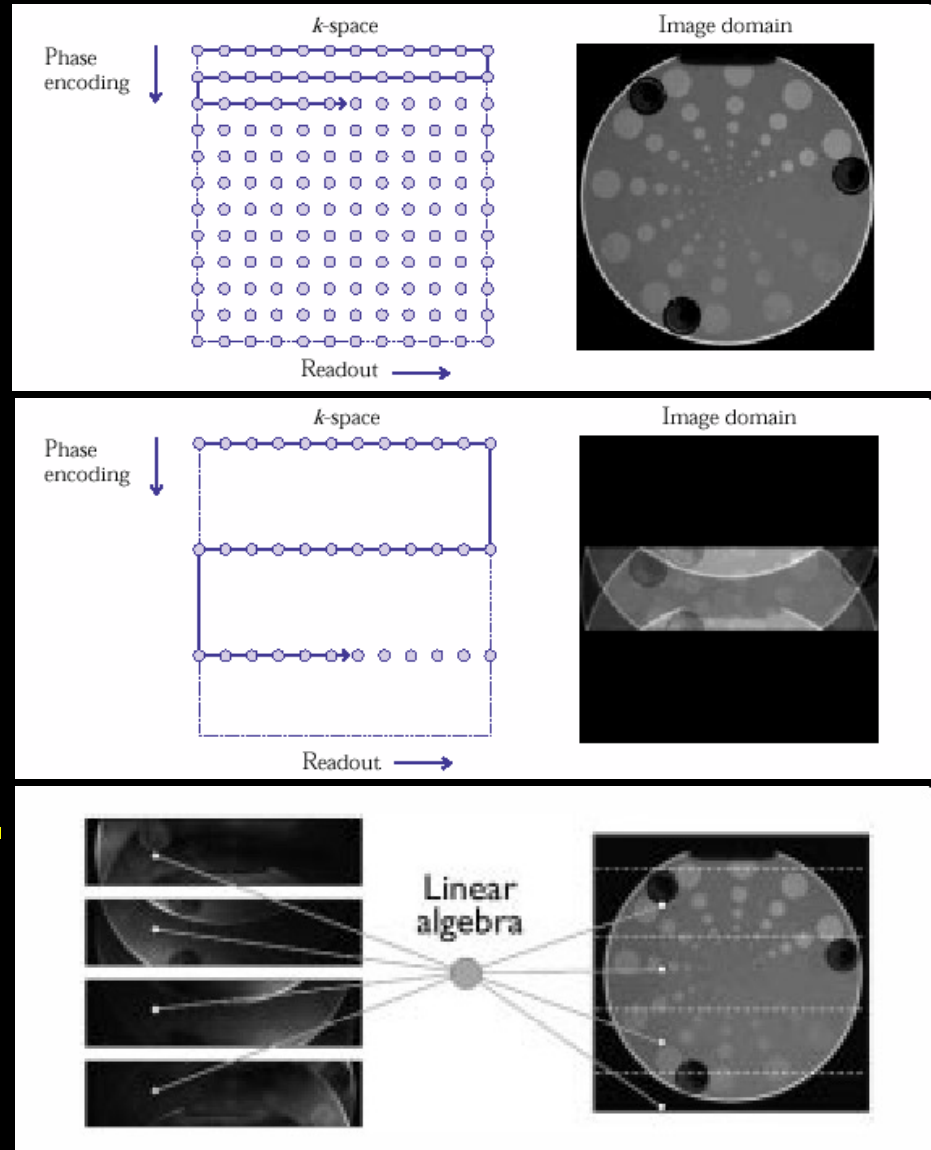 k-space
Image domain
Phase
encoding
Readout
k-space
Image domain
Phase
encoding
Readout
Linear
algebra